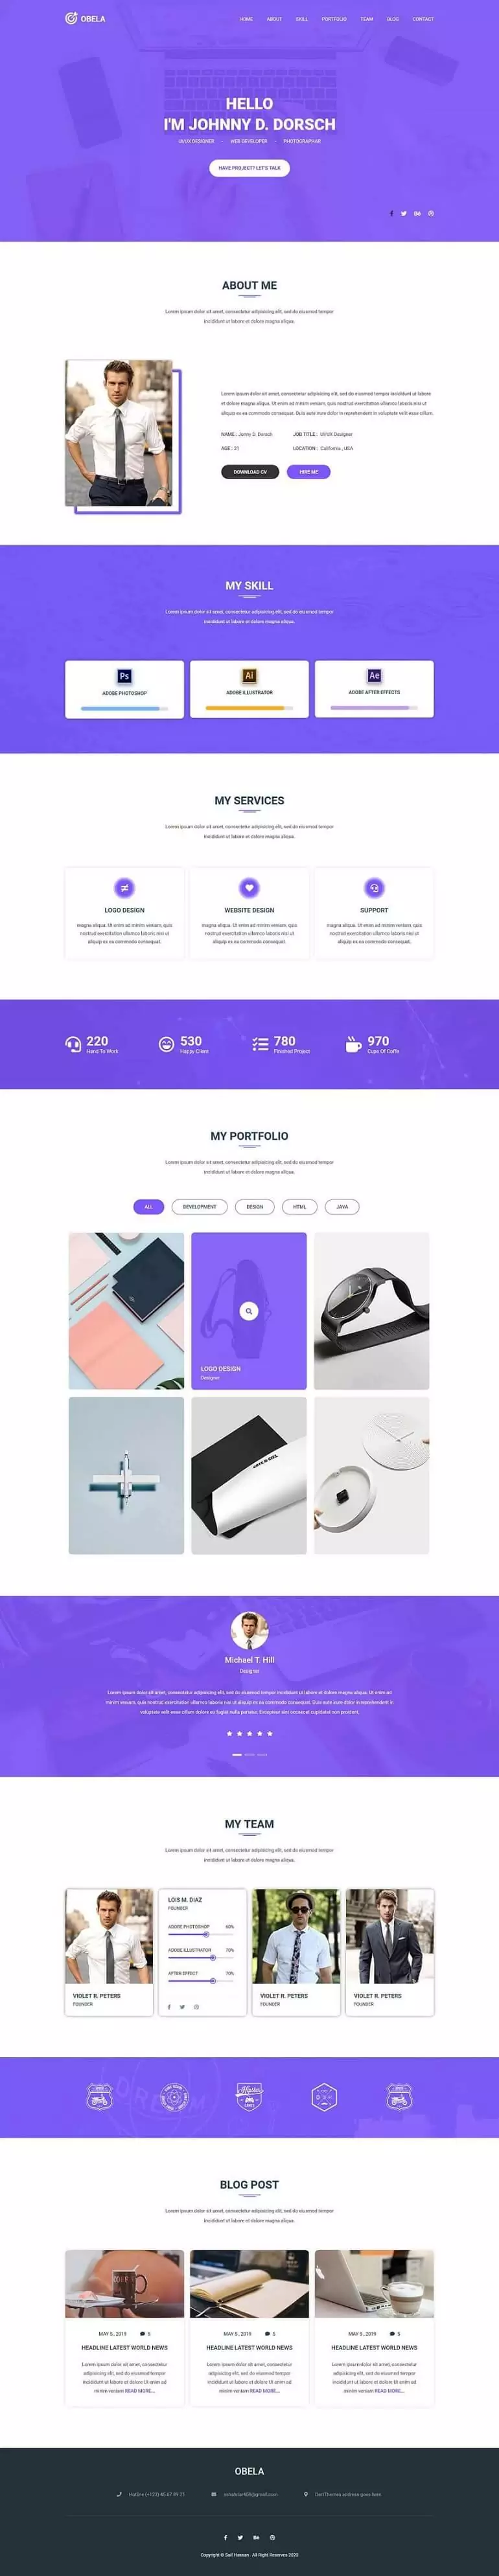 OBELA
HOME ABOUT SKILL PORTFOLIO TEAM BLOG CONTACT
HELLO
I'M JOHNNY D. DORSCH
UI/UX DESIGNER WEB DEVELOPER PHOTOGRAPHAR
HAVE PROJECT? LET'S TALK
ABOUT ME
Lorem ipsum dolor sit amet, consectetur adipisicing elit, sed do eiusmod tempor
incididunt ut labore et dolore magna aliqua.
Lorem ipsum dolor sit amet, consectetur adipisicing elit, sed do eiusmod tempor incididunt ut labore
et dolore magna aliqua. Ut enim ad minim veniam, quis nostrud exercitation ullamco laboris nisi ut
aliquip ex ea commodo consequat. Duis aute irure dolor in reprehenderit in voluptate velit esse cillum.
NAME : Jonny D. Dorsch JOB TITLE : UI/UX Designer
AGE : 21 LOCATION : California , USA
DOWNLOAD CV HIRE ME
MY SKILL
Lorem ipsum dolor sit amet, consectetur adipisicing elit, sed do eiusmod tempor
incididunt ut labore et dolore magna aliqua.
Ps Ai Ae
ADOBE PHOTOSHOP ADOBE ILLUSTRATOR ADOBE AFTER EFFECTS
MY SERVICES
Lorem ipsum dolor sit amet, consectetur adipisicing elit, sed do eiusmod tempor
incididunt ut labore et dolore magna aliqua.
LOGO DESIGN
magna aliqua. Ut enim ad minim veniam, quis
nostrud exercitation ullamco laboris nisi ut
aliquip ex ea commodo consequat.
WEBSITE DESIGN
magna aliqua. Ut enim ad minim veniam, quis
nostrud exercitation ullamco laboris nisi ut
aliquip ex ea commodo consequat.
SUPPORT
magna aliqua. Ut enim ad minim veniam, quis
nostrud exercitation ullamco laboris nisi ut
aliquip ex ea commodo consequat.
220 530 780 970
Hand To Work Happy Client Finished Project Cups Of Coffe
MY PORTFOLIO
Lorem ipsum dolor sit amet, consectetur adipisicing elit, sed do eiusmod tempor
incididunt ut labore et dolore magna aliqua.
ALL DEVELOPMENT DESIGN HTML JAVA
LOGO DESIGN
Designer
Michael T. Hill
Designer
Lorem ipsum dolor sit amet, consectetur adipisicing elit, sed do eiusmod tempor incididunt ut labore et dolore magna aliqua. Ut enim ad
minim veniam, quis nostrud exercitation ullamco laboris nisi ut aliquip ex ea commodo consequat. Duis aute irure dolor in reprehenderit in
voluptate velit esse cillum dolore eu fugiat nulla pariatur. Excepteur sint occaecat cupidatat non proident.
MY TEAM
Lorem ipsum dolor sit amet, consectetur adipisicing elit, sed do eiusmod tempor
incididunt ut labore et dolore magna aliqua.
VIOLET R. PETERS
FOUNDER
LOIS M. DIAZ
FOUNDER
ADOBE PHOTOSHOP 60%
ADOBE ILLUSTRATOR 70%
AFTER EFFECT 70%
VIOLET R. PETERS
FOUNDER
VIOLET R. PETERS
FOUNDER
DREAM
BLOG POST
Lorem ipsum dolor sit amet, consectetur adipisicing elit, sed do eiusmod tempor
incididunt ut labore et dolore magna aliqua.
MAY 5 , 2019 5
HEADLINE LATEST WORLD NEWS
Lorem ipsum dolor sit amet, consectetur
adipisicing elit, sed do eiusmod tempor
incididunt ut labore et dolore magna
minim veniam READ MORE...
MAY 5 , 2019 5
HEADLINE LATEST WORLD NEWS
Lorem ipsum dolor sit amet, consectetur
adipisicing elit, sed do eiusmod tempor
incididunt ut labore et dolore magna
minim veniam READ MORE...
MAY 5 , 2019 5
HEADLINE LATEST WORLD NEWS
Lorem ipsum dolor sit amet, consectetur
adipisicing elit, sed do eiusmod tempor
incididunt ut labore et dolore magna
minim veniam READ MORE...
OBELA
Hotline (+123) 45 67 89 21 DartThemes address goes here
Copyright © Saif Hassan . All Right Reserves 2020